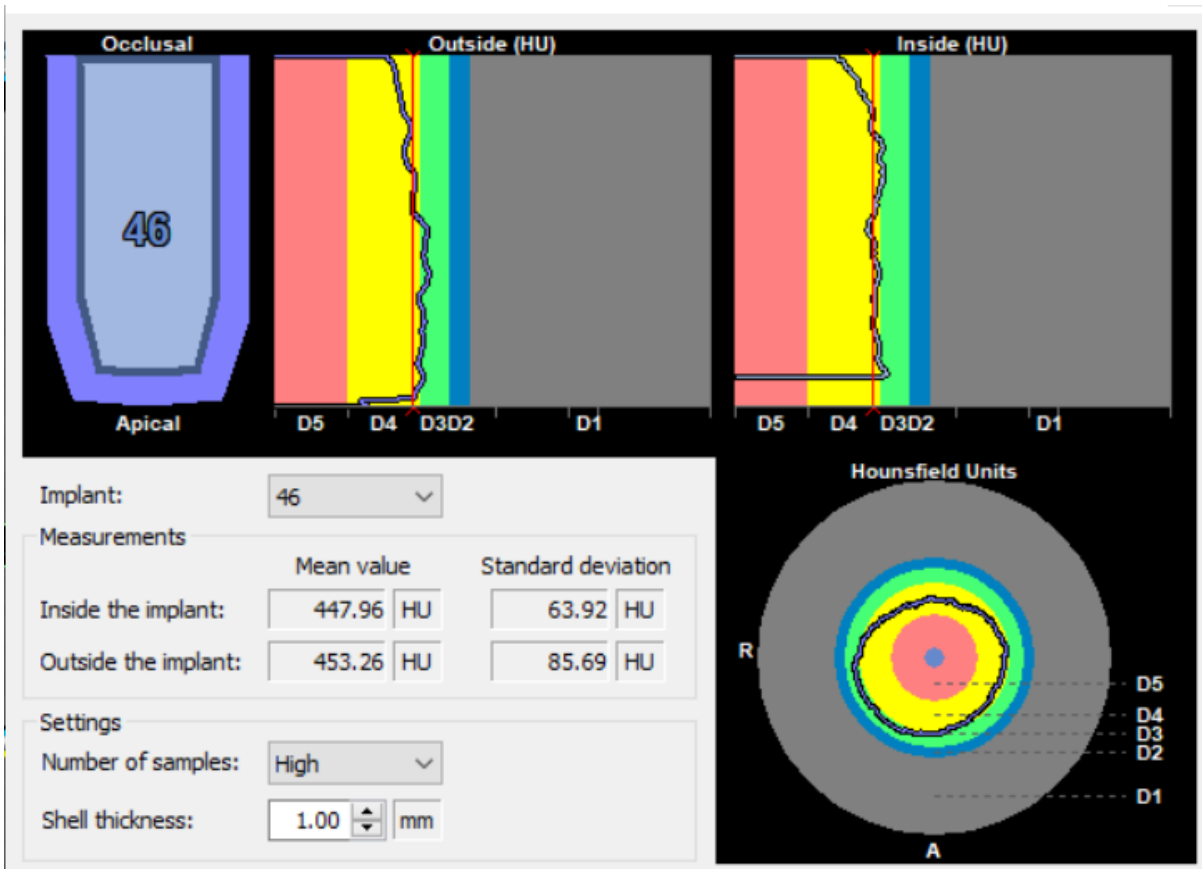 Occlusal Outside (HU) Inside (HU)
46
Apical D5 D4 D3D2 D1 D5 D4 D3D2 D1
Implant: 46
Measurements
Mean value Standard deviation
Inside the implant: 447.96 HU 63.92 HU
Outside the implant: 453.26 HU 85.69 HU
Settings
Number of samples: High
Shell thickness: 1.00 mm
Hounsfield Units
R
D5
D4
D3
D2
D1
A